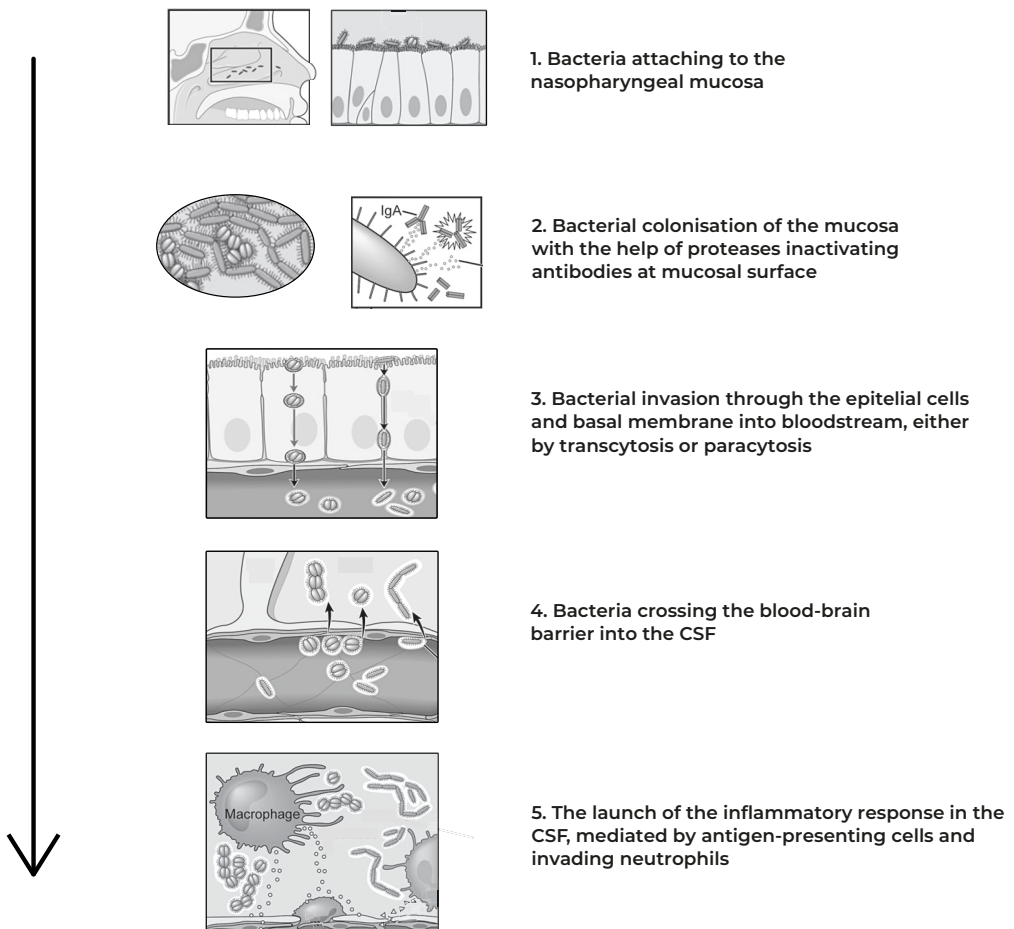 1. Bacteria attaching to the
nasopharyngeal mucosa
IgA
2. Bacterial colonisation of the mucosa
with the help of proteases inactivating
antibodies at mucosal surface
3. Bacterial invasion through the epitelial cells
and basal membrane into bloodstream, either
by transcytosis or paracytosis
4. Bacteria crossing the blood-brain
barrier into the CSF
Macrophage
5. The launch of the inflammatory response in the
CSF, mediated by antigen-presenting cells and
invading neutrophils